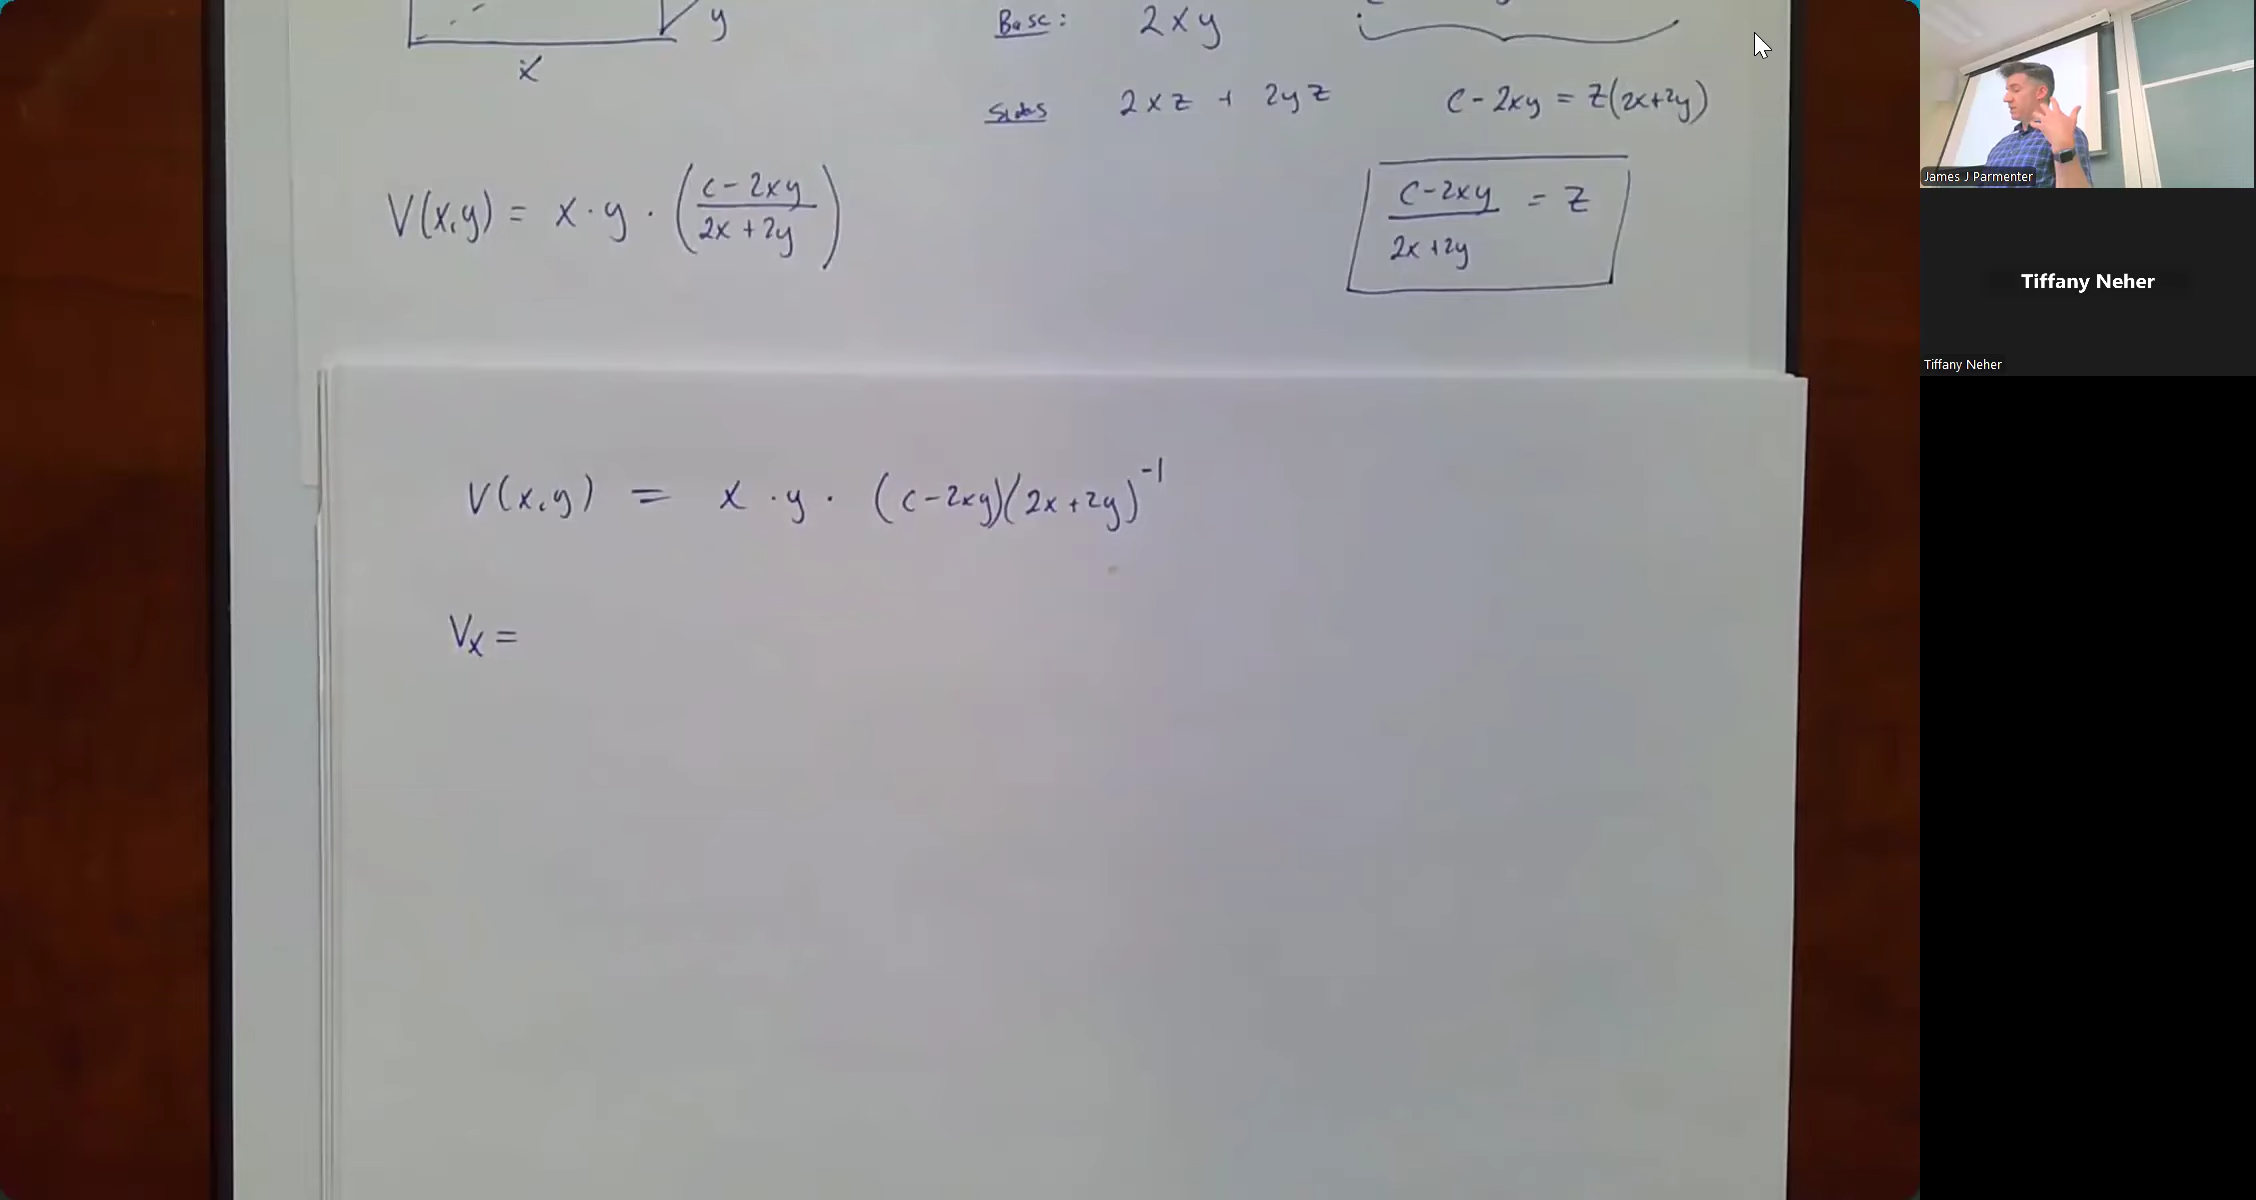 y
x
Base: 2xy
Sides 2xz + 2yz
C - 2xy = z(2x+2y)
V(x,y) = x · y · (c - 2xy / 2x + 2y)
C - 2xy / 2x + 2y = z
V(x,y) = x · y · (c - 2xy)(2x + 2y)⁻¹
Vx =
James J Parmenter
Tiffany Neher
Tiffany Neher